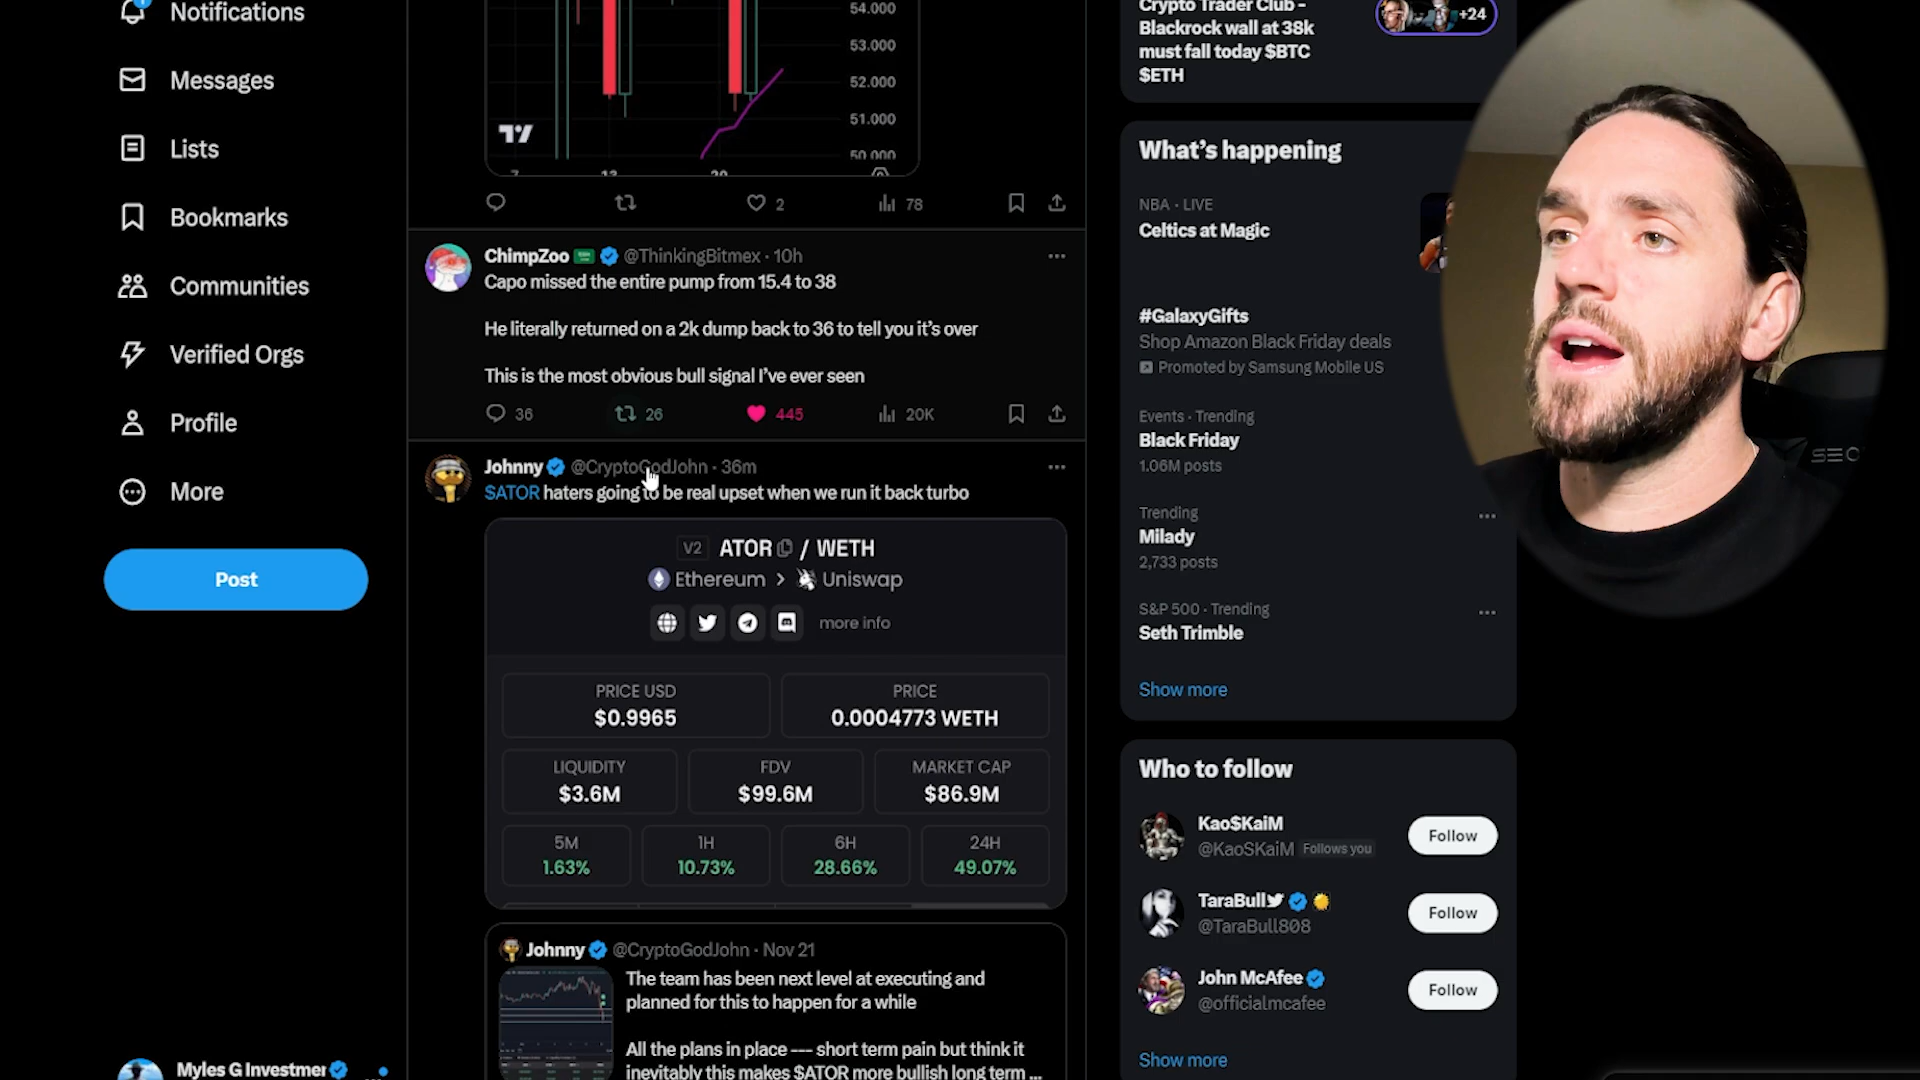 Notifications
Messages
Lists
Bookmarks
Communities
Verified Orgs
Profile
More
Post
Myles G Investmer
54.000
53.000
52.000
51.000
50.000
2
78
ChimpZoo @ThinkingBitmex · 10h
Capo missed the entire pump from 15.4 to 38
He literally returned on a 2k dump back to 36 to tell you it's over
This is the most obvious bull signal I've ever seen
36
26
445
20K
Johnny @CryptoGodJohn · 36m
$ATOR haters going to be real upset when we run it back turbo
V2 ATOR / WETH
Ethereum > Uniswap
more info
PRICE USD
$0.9965
PRICE
0.0004773 WETH
LIQUIDITY
$3.6M
FDV
$99.6M
MARKET CAP
$86.9M
5M
1.63%
1H
10.73%
6H
28.66%
24H
49.07%
Johnny @CryptoGodJohn · Nov 21
The team has been next level at executing and
planned for this to happen for a while
All the plans in place --- short term pain but think it
inevitably this makes $ATOR more bullish long term ...
Crypto Trader Club -
Blackrock wall at 38k
must fall today $BTC
$ETH
+24
What's happening
NBA · LIVE
Celtics at Magic
#GalaxyGifts
Shop Amazon Black Friday deals
Promoted by Samsung Mobile US
Events · Trending
Black Friday
1.06M posts
Trending
Milady
2,733 posts
S&P 500 · Trending
Seth Trimble
Show more
Who to follow
Kao$KaiM
@KaoSKaiM Follows you
Follow
TaraBull
@TaraBull808
Follow
John McAfee
@officialmcafee
Follow
Show more